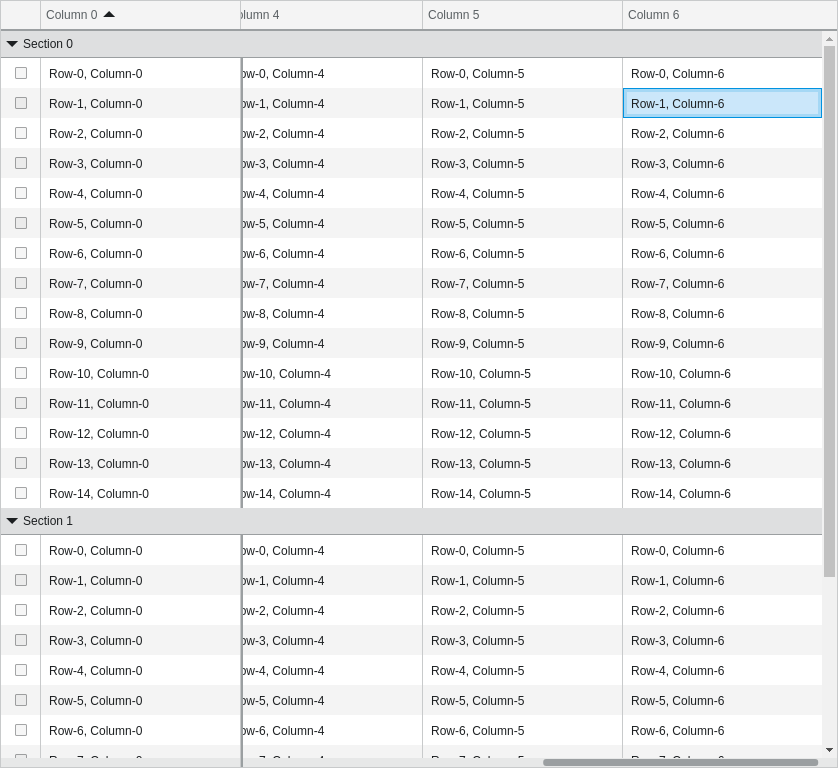 Column 0 olumn 4 Column 5 Column 6
Section 0
Row-0, Column-0 ow-0, Column-4 Row-0, Column-5 Row-0, Column-6
Row-1, Column-0 ow-1, Column-4 Row-1, Column-5 Row-1, Column-6
Row-2, Column-0 ow-2, Column-4 Row-2, Column-5 Row-2, Column-6
Row-3, Column-0 ow-3, Column-4 Row-3, Column-5 Row-3, Column-6
Row-4, Column-0 ow-4, Column-4 Row-4, Column-5 Row-4, Column-6
Row-5, Column-0 ow-5, Column-4 Row-5, Column-5 Row-5, Column-6
Row-6, Column-0 ow-6, Column-4 Row-6, Column-5 Row-6, Column-6
Row-7, Column-0 ow-7, Column-4 Row-7, Column-5 Row-7, Column-6
Row-8, Column-0 ow-8, Column-4 Row-8, Column-5 Row-8, Column-6
Row-9, Column-0 ow-9, Column-4 Row-9, Column-5 Row-9, Column-6
Row-10, Column-0 ow-10, Column-4 Row-10, Column-5 Row-10, Column-6
Row-11, Column-0 ow-11, Column-4 Row-11, Column-5 Row-11, Column-6
Row-12, Column-0 ow-12, Column-4 Row-12, Column-5 Row-12, Column-6
Row-13, Column-0 ow-13, Column-4 Row-13, Column-5 Row-13, Column-6
Row-14, Column-0 ow-14, Column-4 Row-14, Column-5 Row-14, Column-6
Section 1
Row-0, Column-0 ow-0, Column-4 Row-0, Column-5 Row-0, Column-6
Row-1, Column-0 ow-1, Column-4 Row-1, Column-5 Row-1, Column-6
Row-2, Column-0 ow-2, Column-4 Row-2, Column-5 Row-2, Column-6
Row-3, Column-0 ow-3, Column-4 Row-3, Column-5 Row-3, Column-6
Row-4, Column-0 ow-4, Column-4 Row-4, Column-5 Row-4, Column-6
Row-5, Column-0 ow-5, Column-4 Row-5, Column-5 Row-5, Column-6
Row-6, Column-0 ow-6, Column-4 Row-6, Column-5 Row-6, Column-6